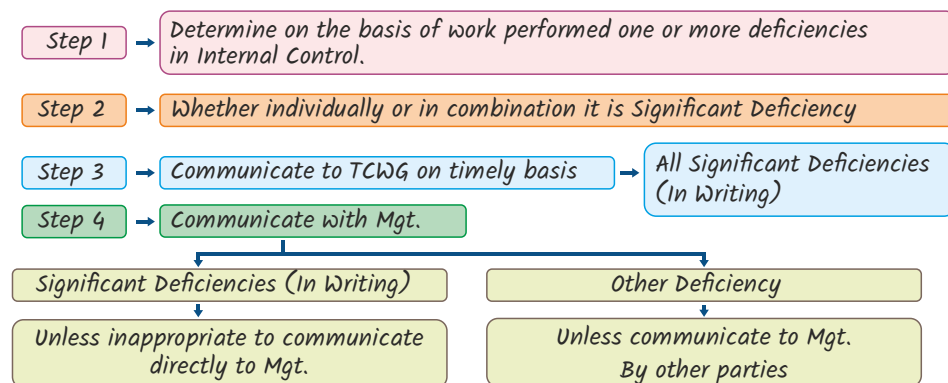 Step 1
Determine on the basis of work performed one or more deficiencies
in Internal Control.
Step 2
Whether individually or in combination it is Significant Deficiency
Step 3
Communicate to TCWG on timely basis
All Significant Deficiencies
(In Writing)
Step 4
Communicate with Mgt.
Significant Deficiencies (In Writing)
Other Deficiency
Unless inappropriate to communicate
directly to Mgt.
Unless communicate to Mgt.
By other parties